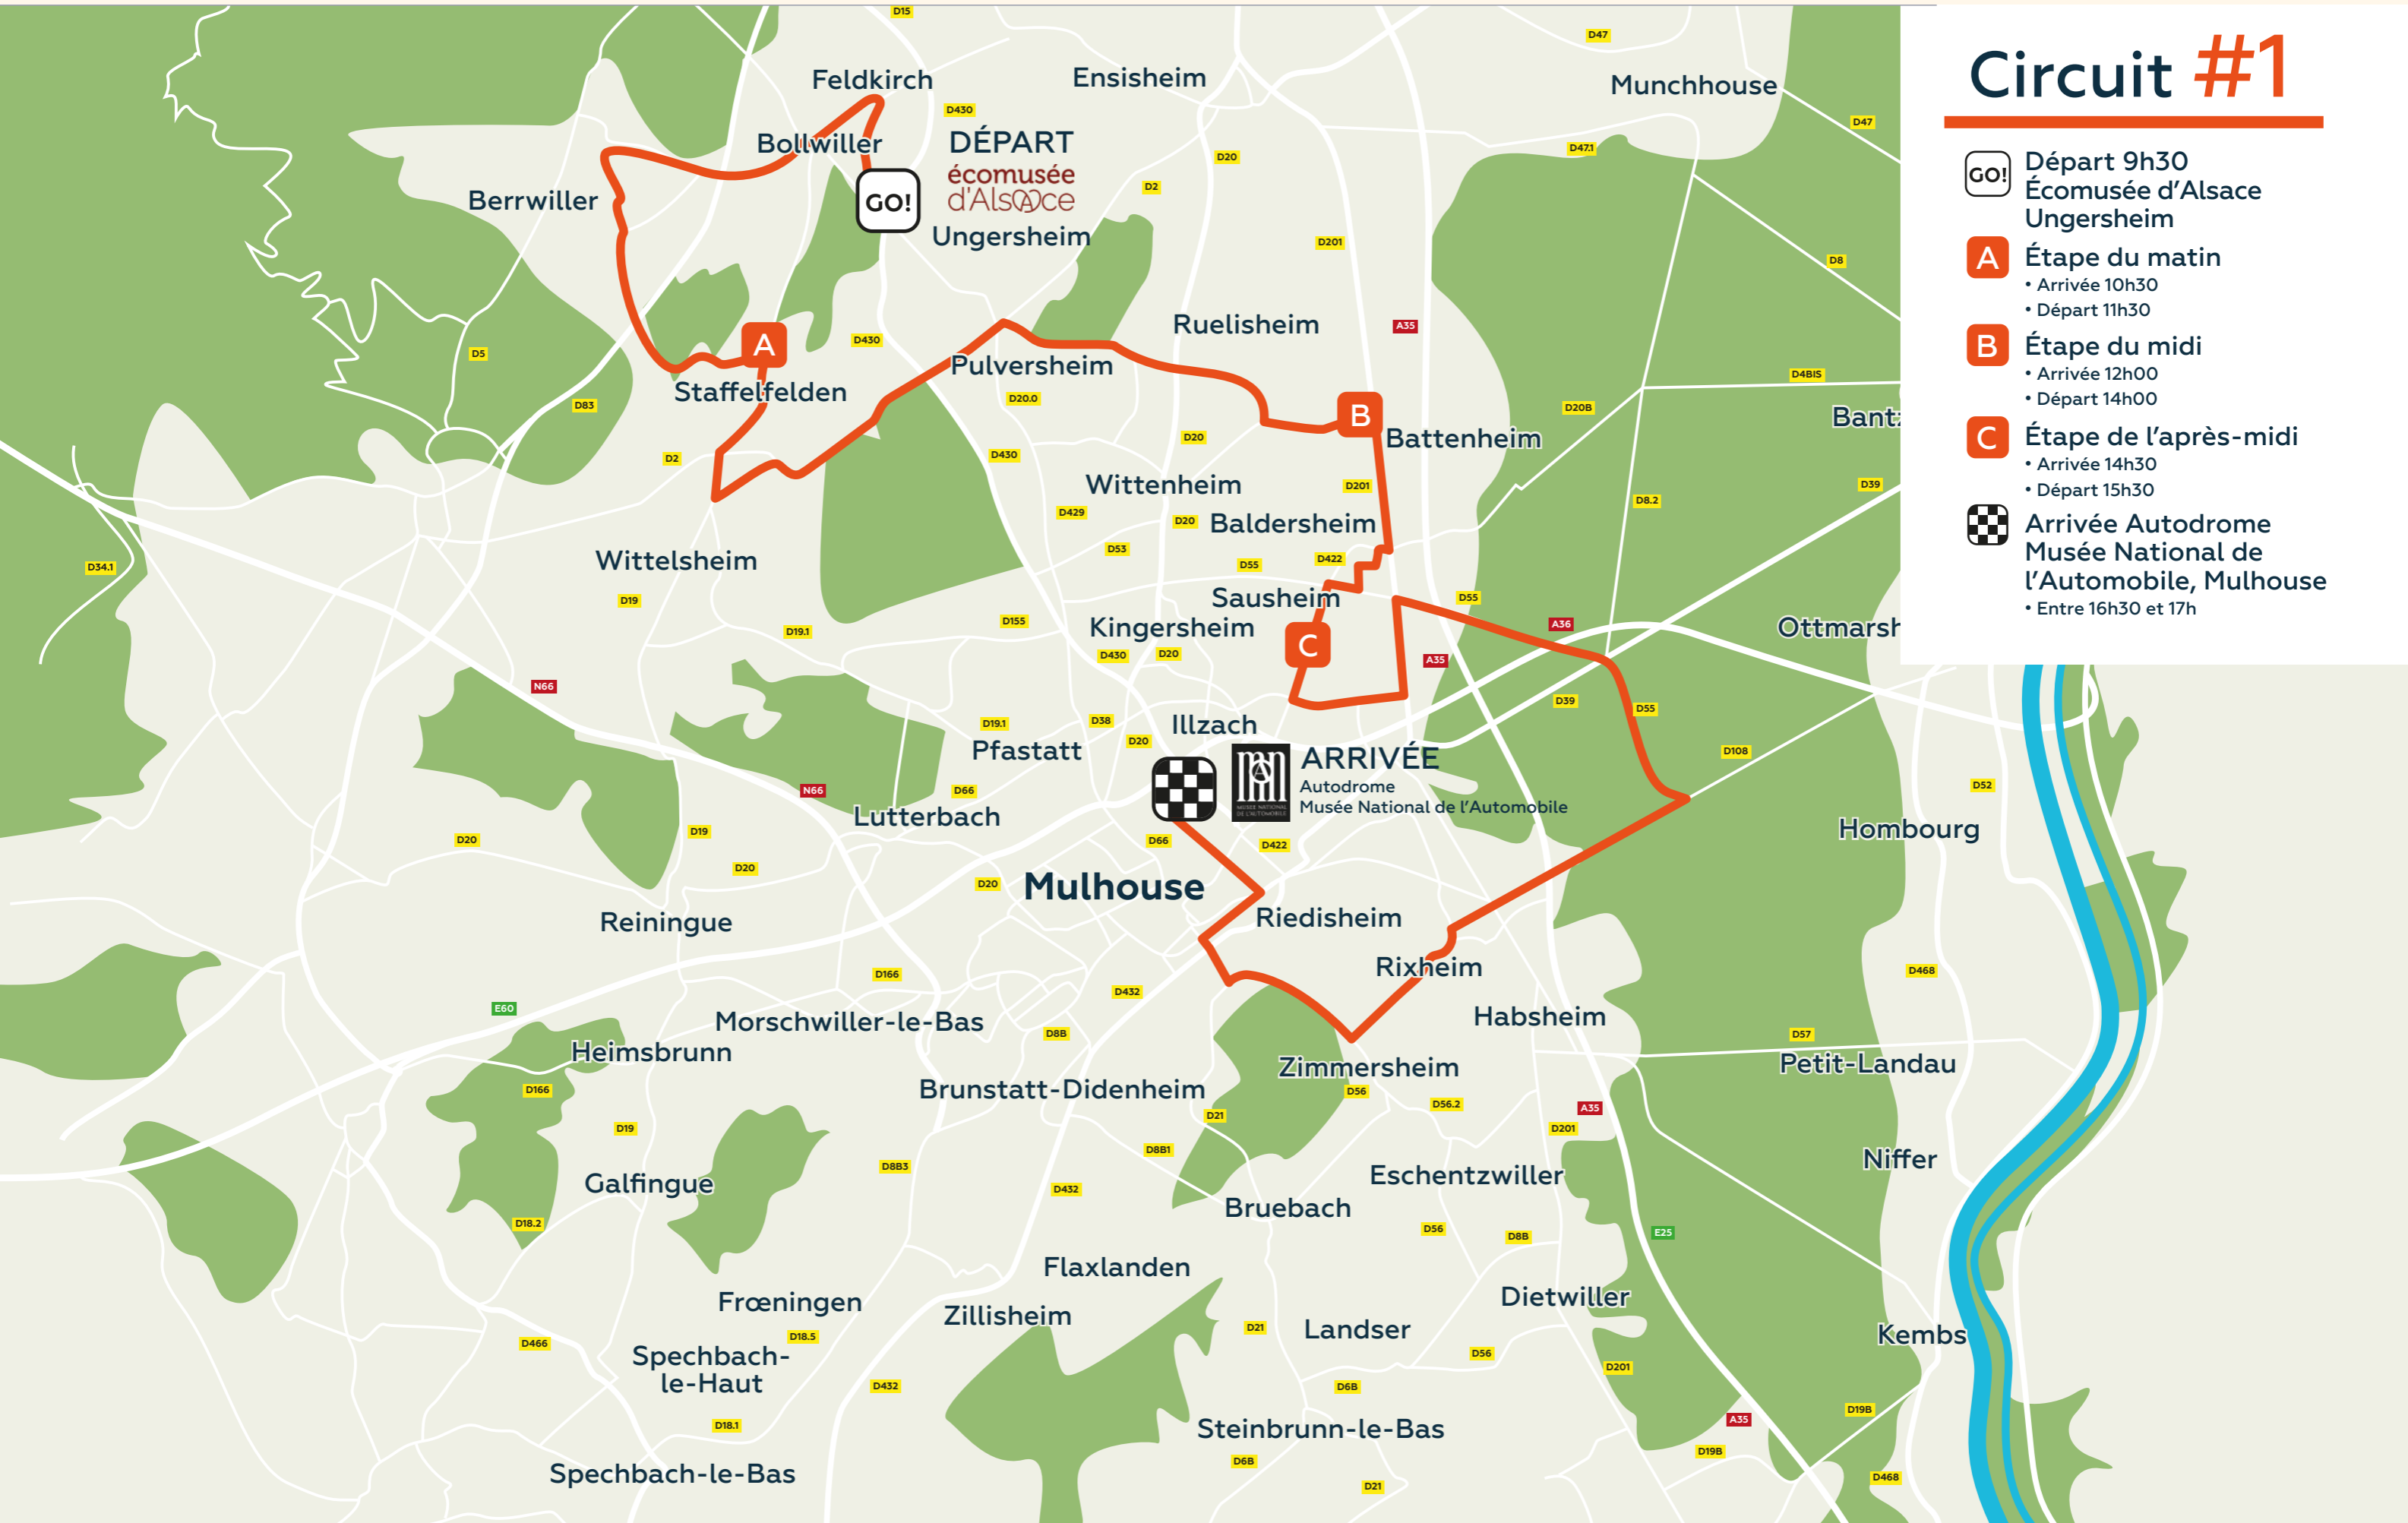 D15
D47
Feldkirch
Ensisheim
Munchhouse
D430
D47
Bollwiller
DÉPART
D20
D47.1
écomusée
d'Alsace
D2
Berrwiller
GO!
Ungersheim
D201
D8
Ruelisheim
A35
A
D430
D5
Pulversheim
D4BIS
Staffelfelden
D20.0
D83
D20B
B
Battenheim
D20
D2
D430
Wittenheim
D201
D39
D8.2
D429
D20
Baldersheim
D53
D422
D55
Wittelsheim
D34.1
D19
Sausheim
D55
D155
D19.1
Kingersheim
A36
D430
D20
C
A35
N66
D39
D55
D19.1
D38
Illzach
D20
Pfastatt
D108
ARRIVÉE
Autodrome
Musée National de l'Automobile
MUSEE NATIONAL
DE L'AUTOMOBILE
N66
D66
D52
Lutterbach
Hombourg
D19
D20
D66
D422
D20
D20
Mulhouse
Riedisheim
Reiningue
Rixheim
D166
D468
D432
E60
Morschwiller-le-Bas
Habsheim
D8B
D57
Heimsbrunn
Zimmersheim
Petit-Landau
D166
Brunstatt-Didenheim
D56
D56.2
A35
D21
D19
D201
D8B1
Niffer
D8B3
Eschentzwiller
Galfingue
D432
Bruebach
D18.2
D56
D8B
E25
Flaxlanden
Frœningen
Dietwiller
Zillisheim
D18.5
D21
Landser
Kembs
D466
Spechbach-
le-Haut
D56
D201
D432
D6B
D18.1
D19B
A35
Steinbrunn-le-Bas
D19B
D6B
Spechbach-le-Bas
D21
D468
Circuit #1
GO!
Départ 9h30
Écomusée d'Alsace
Ungersheim
A
Étape du matin
• Arrivée 10h30
• Départ 11h30
B
Étape du midi
• Arrivée 12h00
• Départ 14h00
C
Étape de l'après-midi
• Arrivée 14h30
• Départ 15h30
Arrivée Autodrome
Musée National de
l'Automobile, Mulhouse
• Entre 16h30 et 17h